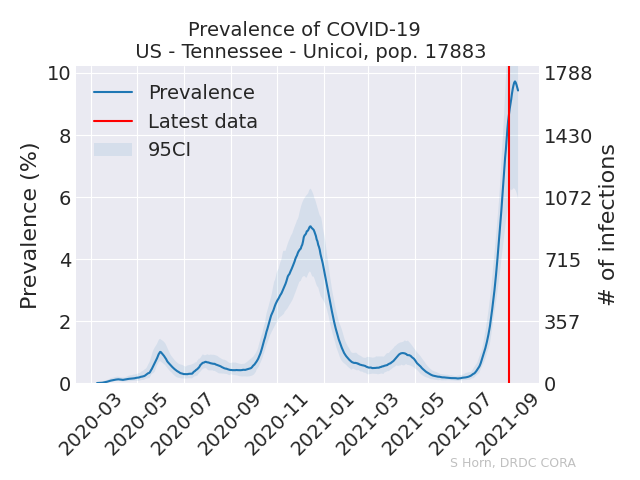 Prevalence of COVID-19
US - Tennessee - Unicoi, pop. 17883
Prevalence (%)
10
8
6
4
2
0
Prevalence
Latest data
95CI
1788
1430
1072
715
357
0
# of infections
2020-03
2020-05
2020-07
2020-09
2020-11
2021-01
2021-03
2021-05
2021-07
2021-09
S Horn, DRDC CORA